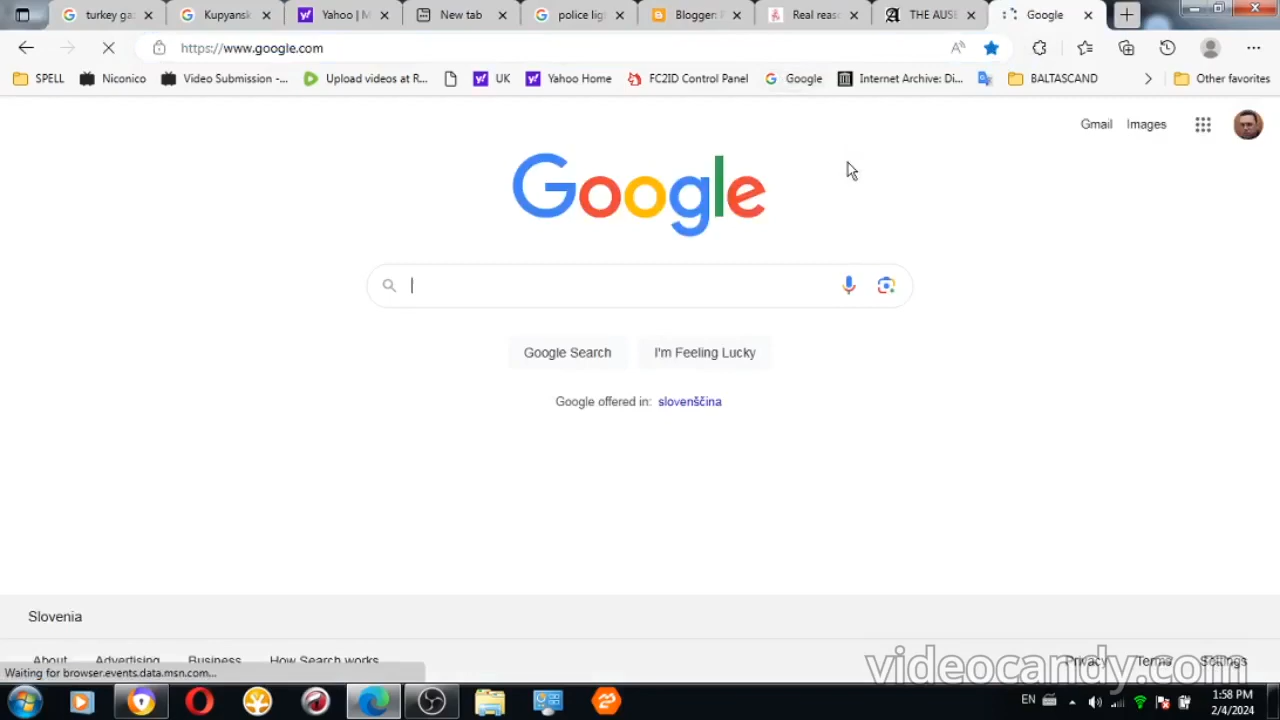 turkey ga:
Kupyansk
Yahoo | M
New tab
police lig
Blogger: F
Real reas
THE AUSE
Google
https://www.google.com
SPELL
Niconico
Video Submission -...
Upload videos at R...
UK
Yahoo Home
FC2ID Control Panel
Google
Internet Archive: Di...
BALTASCAND
Other favorites
Gmail
Images
Google
Google Search
I'm Feeling Lucky
Google offered in: slovenščina
Slovenia
About
Advertising
Business
How Search works
Privacy
Terms
Settings
Waiting for browser.events.data.msn.com...
videocandy.com
EN
1:58 PM
2/4/2024